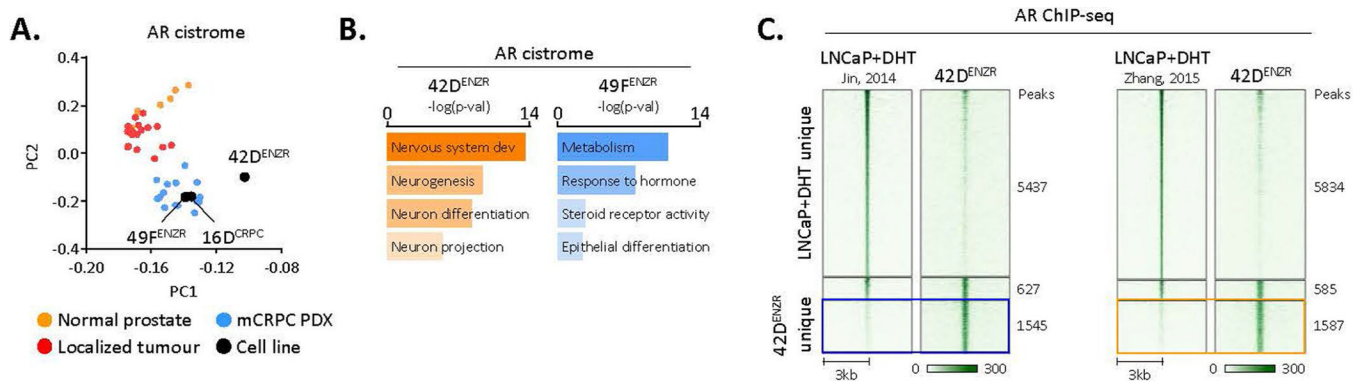 A.
AR cistrome
PC2
0.4
0.2
0.0
-0.2
-0.4
42D^ENZR
49F^ENZR
16D^CRPC
-0.20
-0.16
-0.12
-0.08
PC1
Normal prostate
mCRPC PDX
Localized tumour
Cell line
B.
AR cistrome
42D^ENZR
49F^ENZR
0 -log(p-val) 14
0 -log(p-val) 14
Nervous system dev
Neurogenesis
Neuron differentiation
Neuron projection
Metabolism
Response to hormone
Steroid receptor activity
Epithelial differentiation
C.
AR ChIP-seq
LNCaP+DHT
Jin, 2014
42D^ENZR
Peaks
LNCaP+DHT unique
42D^ENZR
unique
5437
627
1545
3kb
0 300
LNCaP+DHT
Zhang, 2015
42D^ENZR
Peaks
5834
585
1587
3kb
0 300